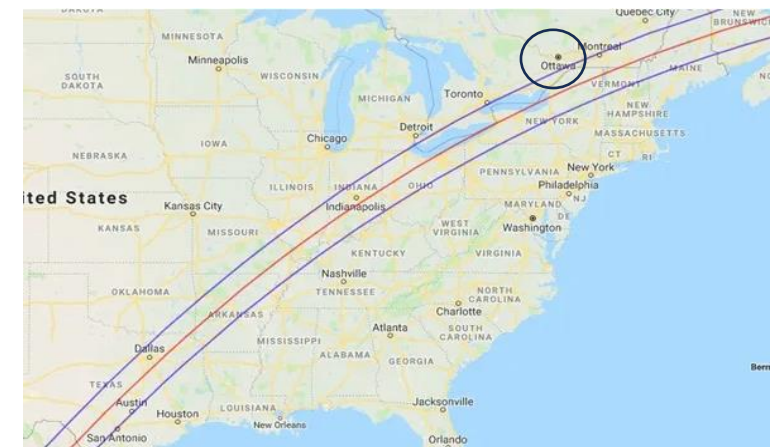 DAKOTA
Quebec City
NEW
BRUNSWICK
MINNESOTA
Montreal
Minneapolis
Ottawa
WISCONSIN
SOUTH
DAKOTA
MAINE
VERMONT
Toronto
MICHIGAN
NEW
HAMPSHIRE
NEW YORK
Detroit
MASSACHUSETTS
Chicago
IOWA
CT
RI
NEBRASKA
PENNSYLVANIA
New York
ILLINOIS
INDIANA
OHIO
Philadelphia
ited States
Kansas City
Indianapolis
MARYLAND
NJ
DE
KANSAS
MISSOURI
WEST
VIRGINIA
Washington
KENTUCKY
VIRGINIA
Nashville
OKLAHOMA
TENNESSEE
NORTH
CAROLINA
ARKANSAS
Charlotte
Atlanta
SOUTH
CAROLINA
MISSISSIPPI
Dallas
ALABAMA
GEORGIA
Berm
TEXAS
Austin
Houston
LOUISIANA
Jacksonville
New Orleans
San Antonio
Orlando